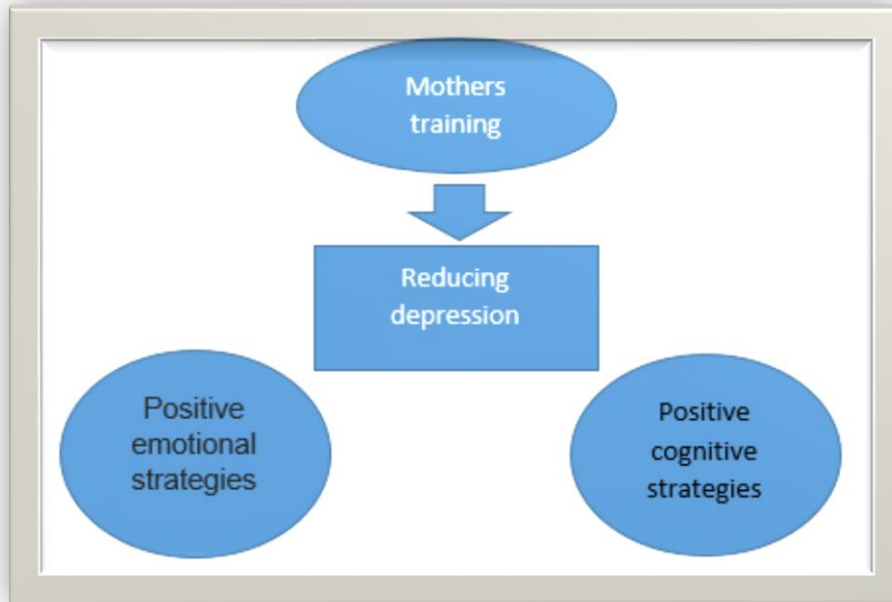 Mothers
training
Reducing
depression
Positive
emotional
strategies
Positive
cognitive
strategies